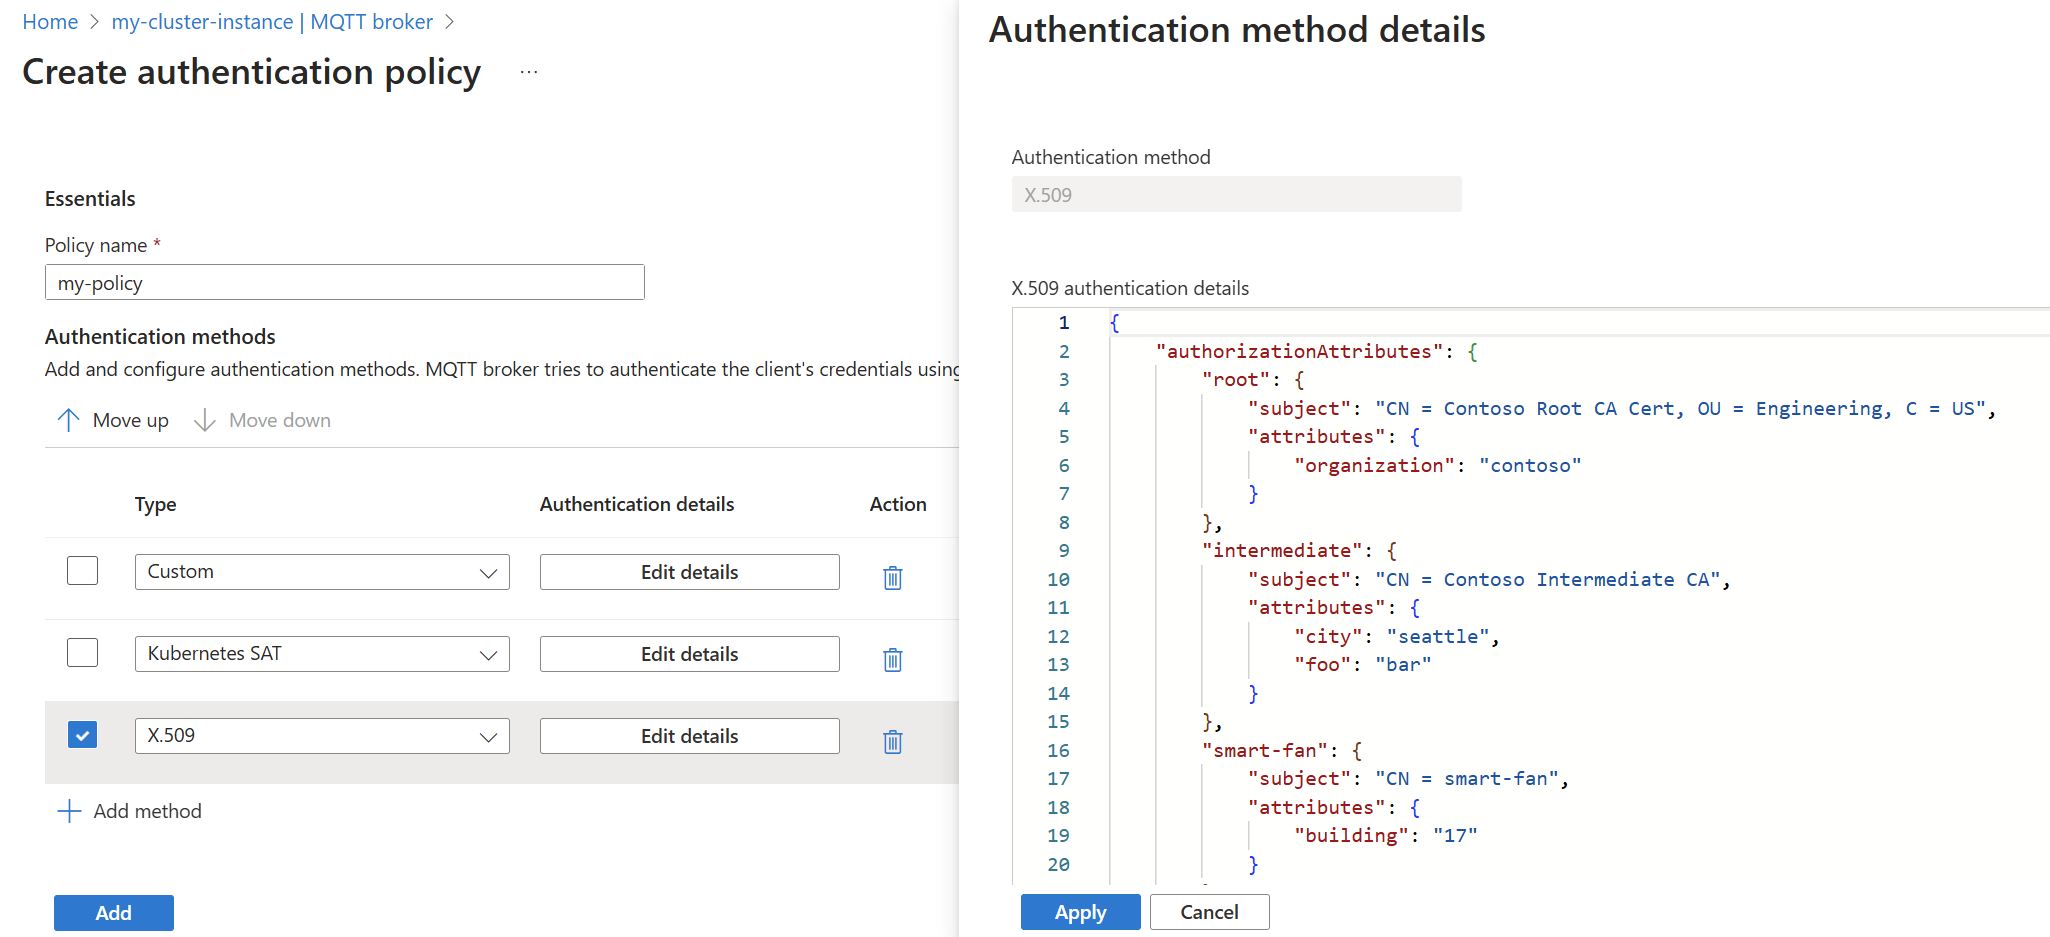 Home > my-cluster-instance | MQTT broker >
Create authentication policy ...
Essentials
Policy name *
my-policy
Authentication methods
Add and configure authentication methods. MQTT broker tries to authenticate the client's credentials using
Move up Move down
Type Authentication details Action
Custom Edit details
Kubernetes SAT Edit details
X.509 Edit details
Add method
Add
Authentication method details
Authentication method
X.509
X.509 authentication details
1 {
2 "authorizationAttributes": {
3 "root": {
4 "subject": "CN = Contoso Root CA Cert, OU = Engineering, C = US",
5 "attributes": {
6 "organization": "contoso"
7 }
8 },
9 "intermediate": {
10 "subject": "CN = Contoso Intermediate CA",
11 "attributes": {
12 "city": "seattle",
13 "foo": "bar"
14 }
15 },
16 "smart-fan": {
17 "subject": "CN = smart-fan",
18 "attributes": {
19 "building": "17"
20 }
Apply Cancel